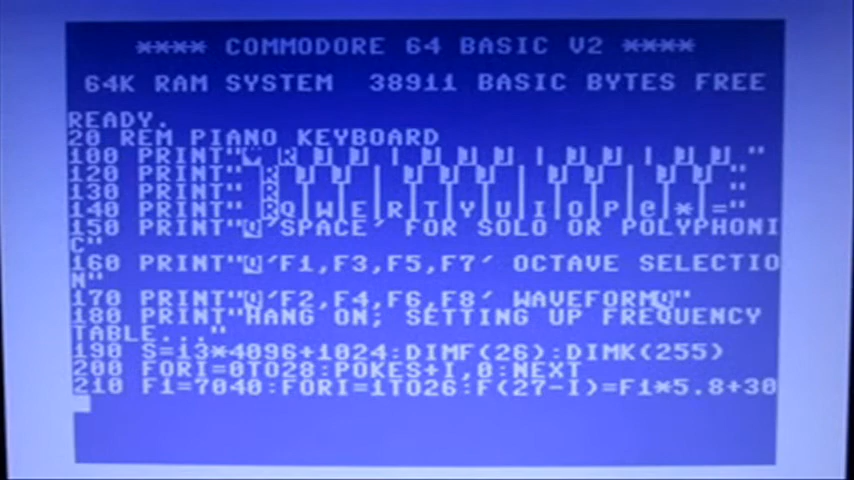 **** COMMODORE 64 BASIC V2 ****
64K RAM SYSTEM  38911 BASIC BYTES FREE
READY.
20 REM PIANO KEYBOARD
100 PRINT"
120 PRINT"
130 PRINT"
140 PRINT" R|Q|W|E|R|T|Y|U|I|O|P|@|*|="
150 PRINT"Q'SPACE' FOR SOLO OR POLYPHONI
C"
160 PRINT"Q'F1,F3,F5,F7' OCTAVE SELECTIO
N"
170 PRINT"Q'F2,F4,F6,F8' WAVEFORMQ"
180 PRINT"HANG ON; SETTING UP FREQUENCY
TABLE..."
190 S=13*4096+1024:DIMF(26):DIMK(255)
200 FORI=0TO28:POKES+I,0:NEXT
210 F1=7040:FORI=1TO26:F(27-I)=F1*5.8+30